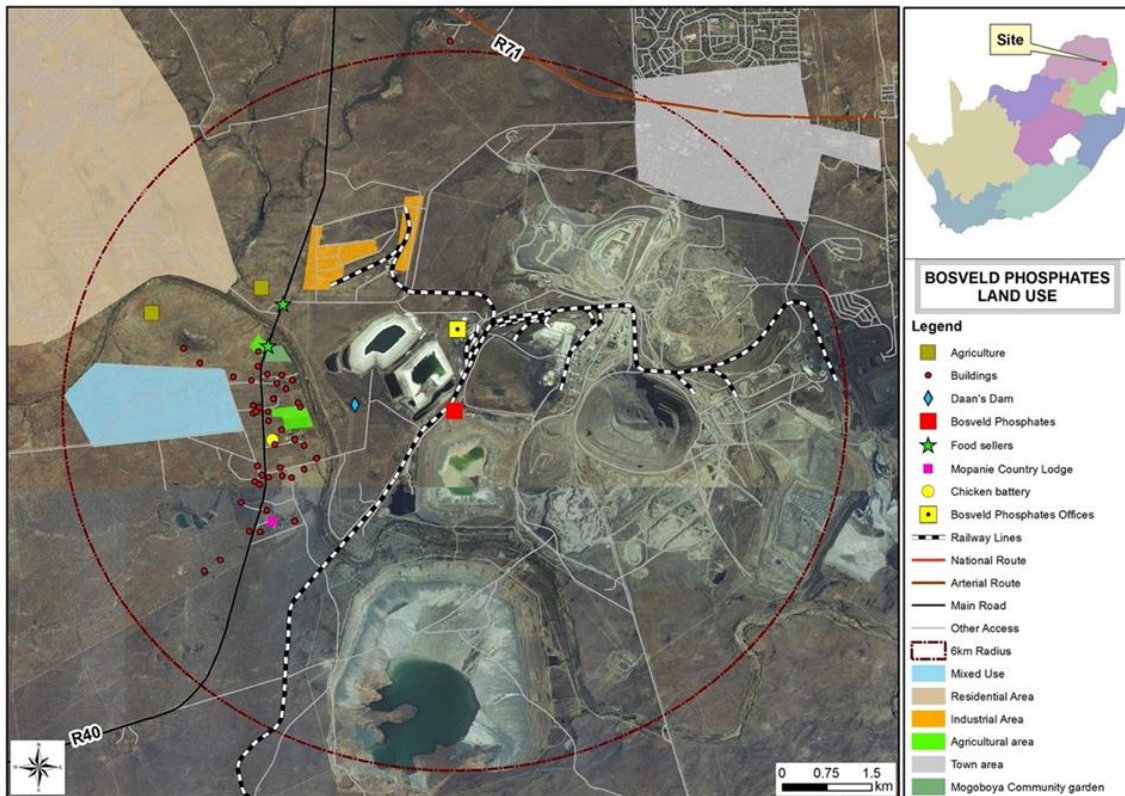 R71
R40
0 0.75 1.5
km
N
Site
BOSVELD PHOSPHATES
LAND USE
Legend
Agriculture
Buildings
Daan's Dam
Bosveld Phosphates
Food sellers
Mopanie Country Lodge
Chicken battery
Bosveld Phosphates Offices
Railway Lines
National Route
Arterial Route
Main Road
Other Access
6km Radius
Mixed Use
Residential Area
Industrial Area
Agricultural area
Town area
Mogoboya Community garden